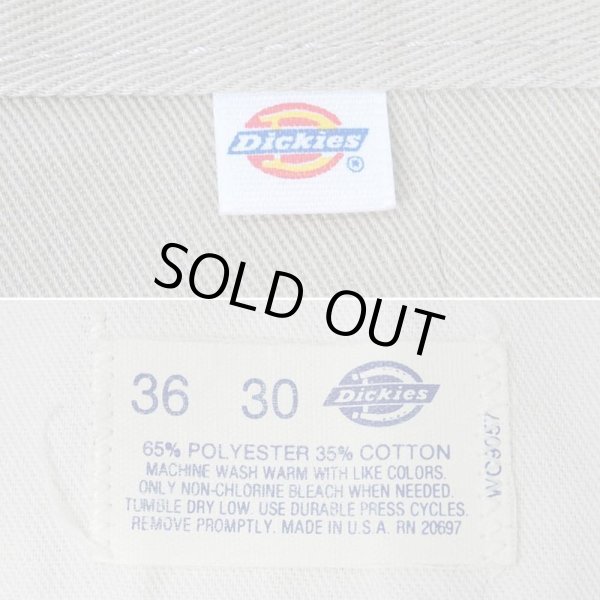 Dickies
®
SOLD OUT
36 30 Dickies
65% POLYESTER 35% COTTON
MACHINE WASH WARM WITH LIKE COLORS.
ONLY NON-CHLORINE BLEACH WHEN NEEDED.
TUMBLE DRY LOW. USE DURABLE PRESS CYCLES.
REMOVE PROMPTLY. MADE IN U.S.A. RN 20697
WC9057